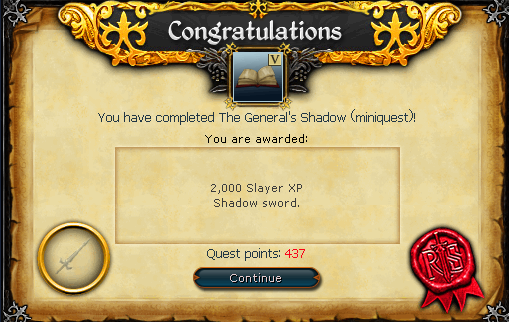 Congratulations
V
You have completed The General's Shadow (miniquest)!
You are awarded:
2,000 Slayer XP
Shadow sword.
Quest points: 437
RS
Continue